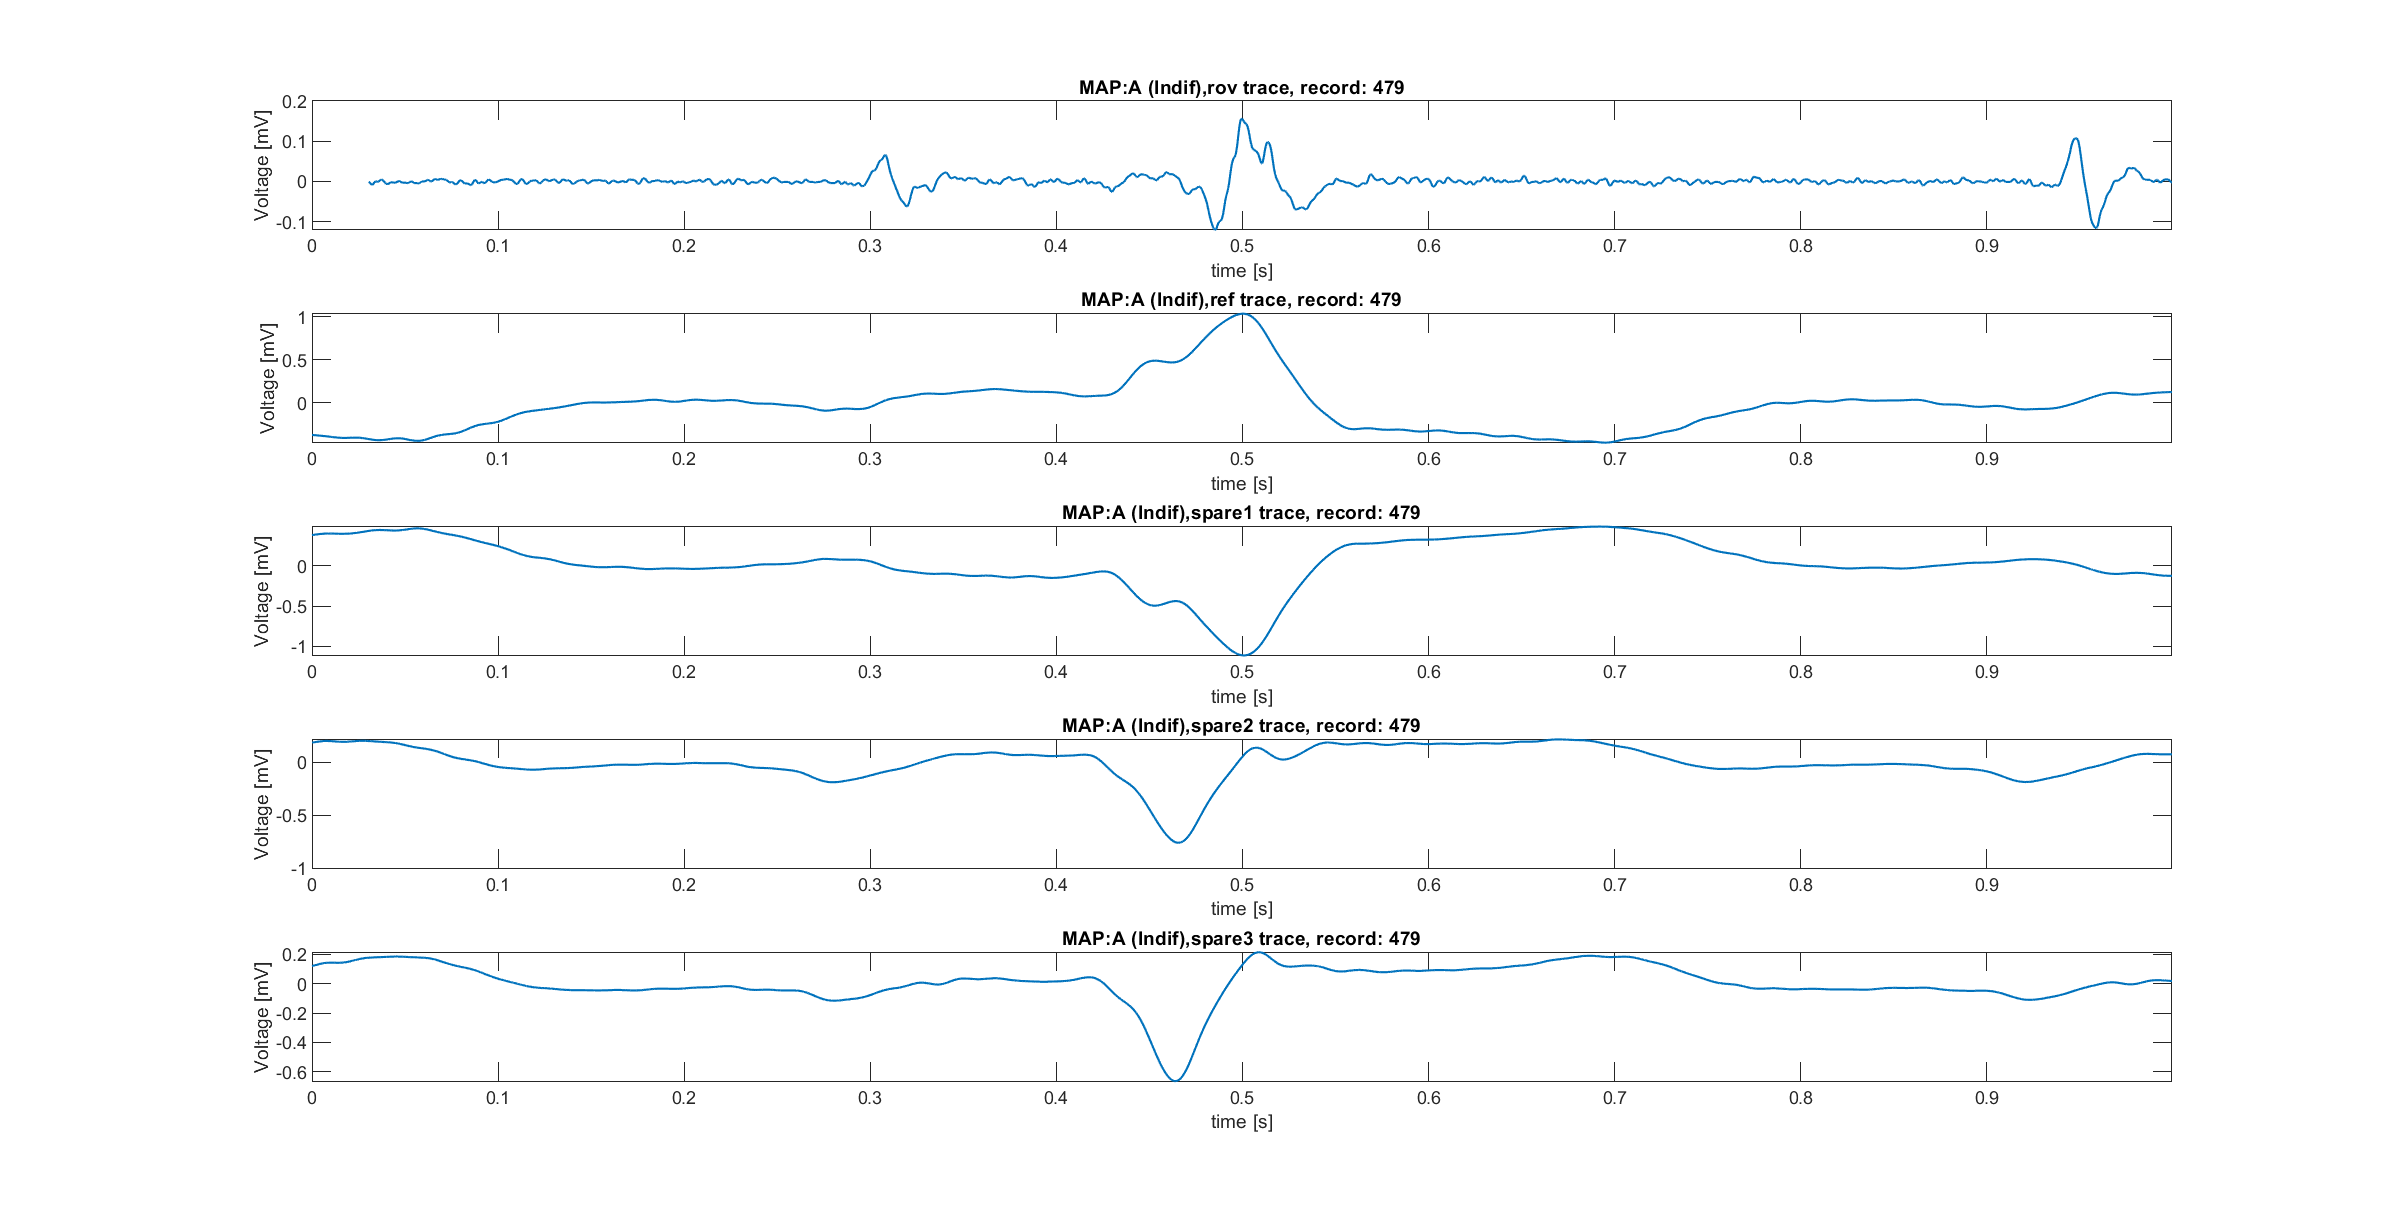 MAP:A (Indif),rov trace, record: 479
Voltage [mV]
0.2
0.1
0
-0.1
0 0.1 0.2 0.3 0.4 0.5 0.6 0.7 0.8 0.9
time [s]
MAP:A (Indif),ref trace, record: 479
Voltage [mV]
1
0.5
0
0 0.1 0.2 0.3 0.4 0.5 0.6 0.7 0.8 0.9
time [s]
MAP:A (Indif),spare1 trace, record: 479
Voltage [mV]
0
-0.5
-1
0 0.1 0.2 0.3 0.4 0.5 0.6 0.7 0.8 0.9
time [s]
MAP:A (Indif),spare2 trace, record: 479
Voltage [mV]
0
-0.5
-1
0 0.1 0.2 0.3 0.4 0.5 0.6 0.7 0.8 0.9
time [s]
MAP:A (Indif),spare3 trace, record: 479
Voltage [mV]
0.2
0
-0.2
-0.4
-0.6
0 0.1 0.2 0.3 0.4 0.5 0.6 0.7 0.8 0.9
time [s]